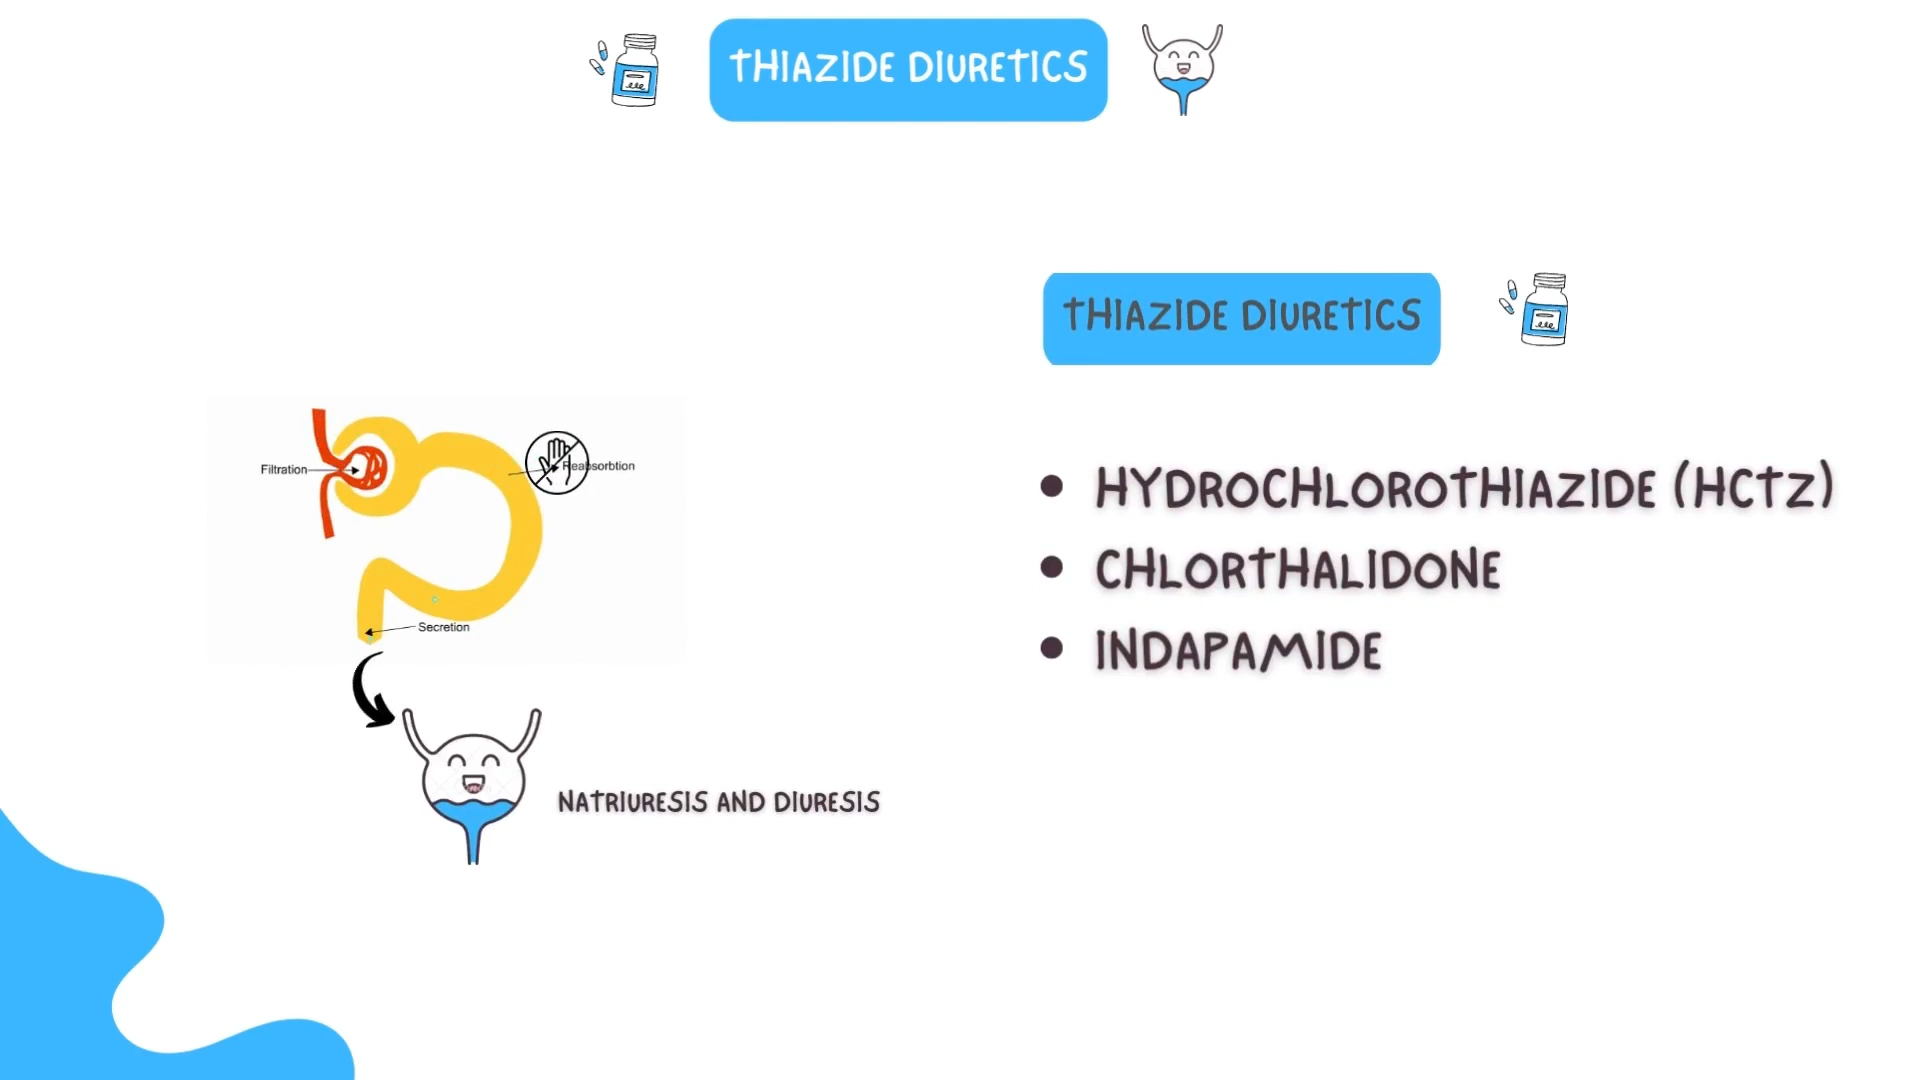 THIAZIDE DIURETICS
THIAZIDE DIURETICS
Filtration
Reabsorbtion
Secretion
NATRIURESIS AND DIURESIS
• HYDROCHLOROTHIAZIDE (HCTZ)
• CHLORTHALIDONE
• INDAPAMIDE